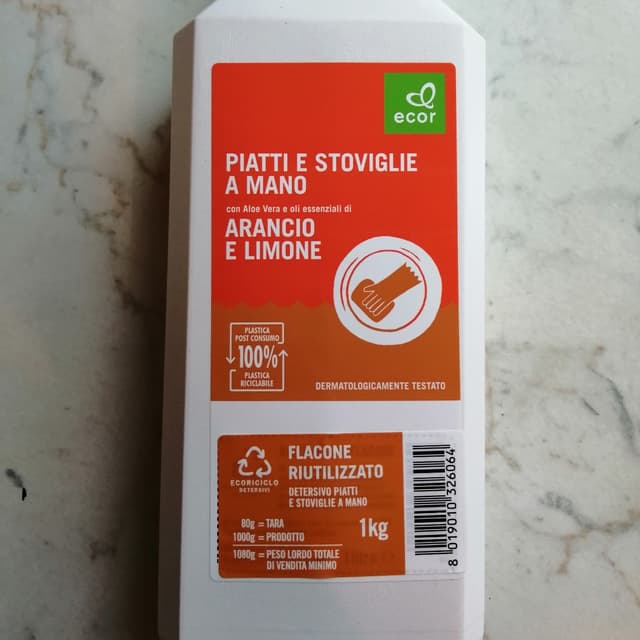 ecor
PIATTI E STOVIGLIE
A MANO
con Aloe Vera e oli essenziali di
ARANCIO
E LIMONE
PLASTICA
POST CONSUMO
100%
PLASTICA
RICICLABILE
DERMATOLOGICAMENTE TESTATO
ECORICICLO
DETERSIVI
FLACONE
RIUTILIZZATO
DETERSIVO PIATTI
E STOVIGLIE A MANO
80g = TARA
1000g = PRODOTTO
1080g = PESO LORDO TOTALE
DI VENDITA MINIMO
1kg
8 019010 326064